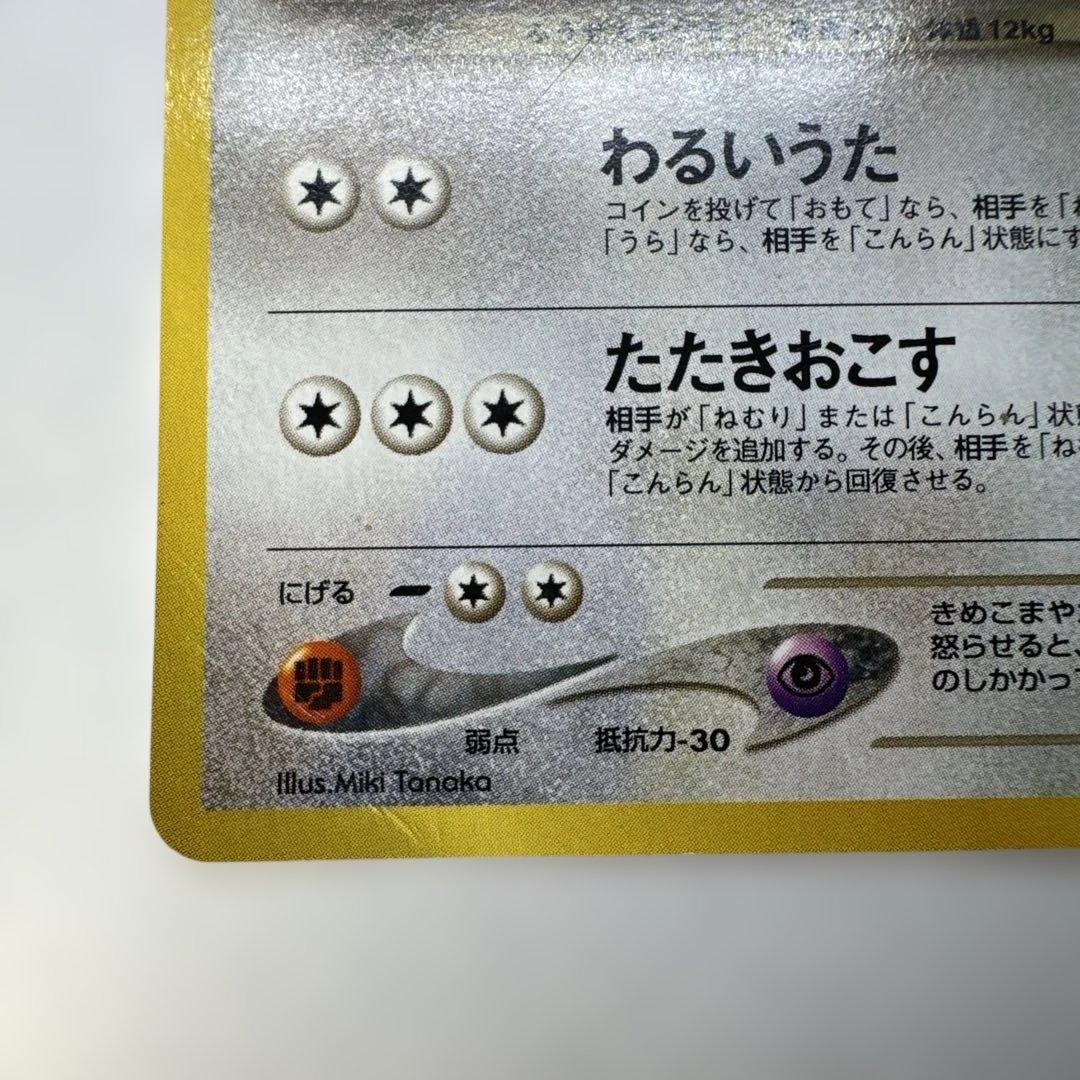 体重12kg
わるいうた
コインを投げて「おもて」なら、相手を「
「うら」なら、相手を「こんらん」状態にす
たたきおこす
相手が「ねむり」または「こんらん」状
ダメージを追加する。その後、相手を「ね
「こんらん」状態から回復させる。
にげる
きめこまや
怒らせると、
のしかかって
弱点
抵抗力-30
Illus.Miki Tanaka